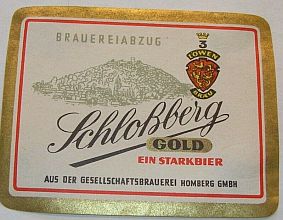 BRAUEREIABZUG
3
LÖWEN
BRÄU
Schloßberg
GOLD
EIN STARKBIER
AUS DER GESELLSCHAFTSBRAUEREI HOMBERG GMBH